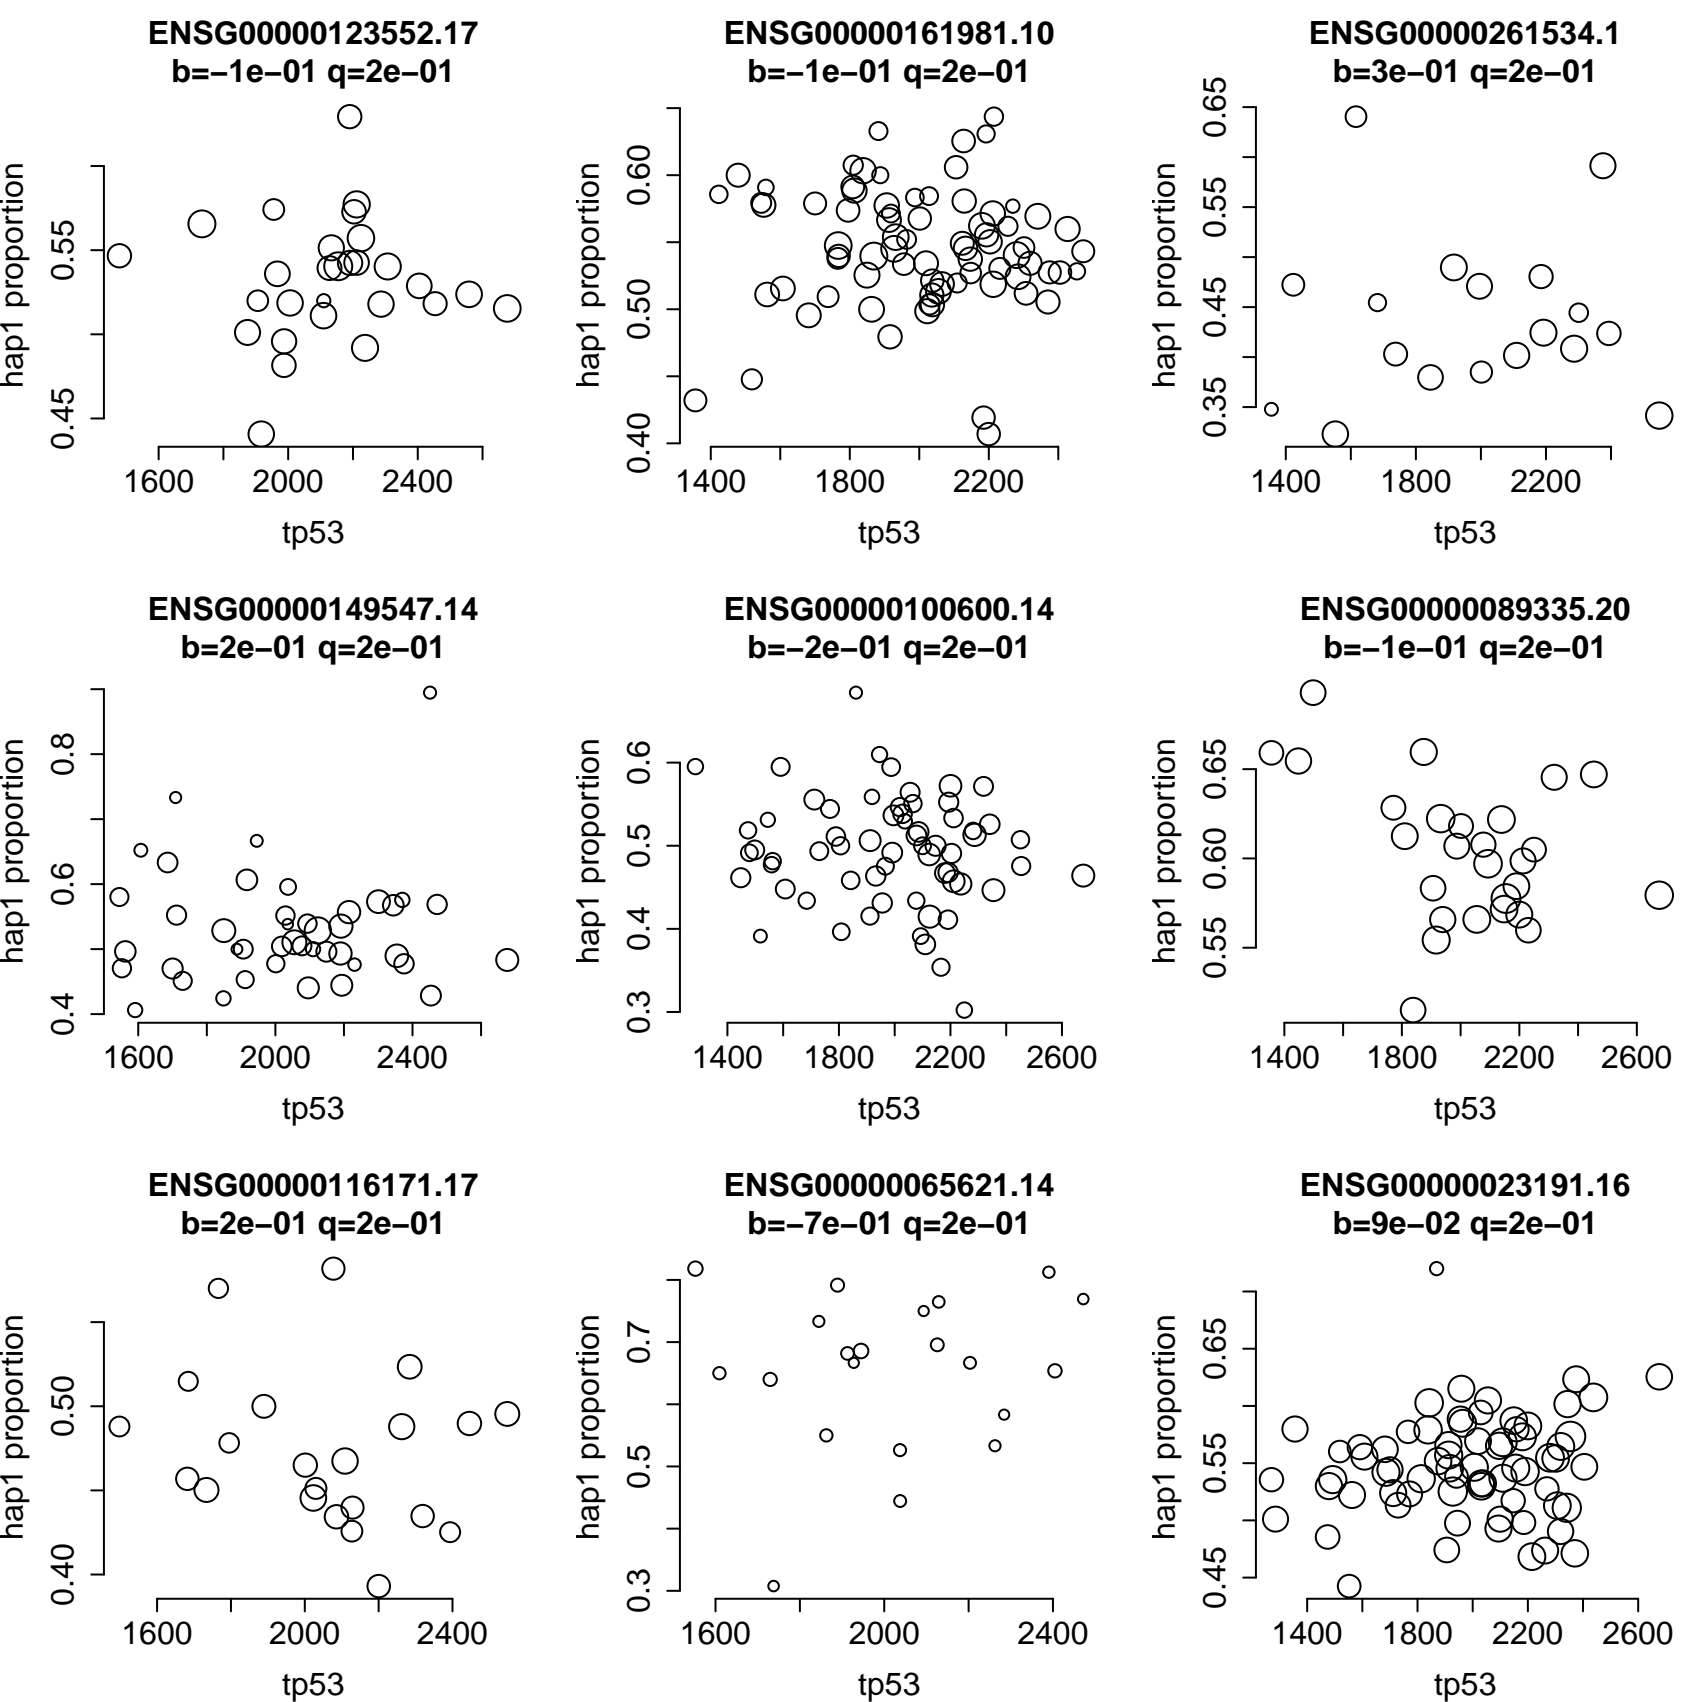 ENSG00000123552.17
b=−1e−01 q=2e−01
hap1 proportion
0.45 0.55
1600 2000 2400
tp53
ENSG00000161981.10
b=−1e−01 q=2e−01
hap1 proportion
0.40 0.50 0.60
1400 1800 2200
tp53
ENSG00000261534.1
b=3e−01 q=2e−01
hap1 proportion
0.35 0.45 0.55 0.65
1400 1800 2200
tp53
ENSG00000149547.14
b=2e−01 q=2e−01
hap1 proportion
0.4 0.6 0.8
1600 2000 2400
tp53
ENSG00000100600.14
b=−2e−01 q=2e−01
hap1 proportion
0.3 0.4 0.5 0.6
1400 1800 2200 2600
tp53
ENSG00000089335.20
b=−1e−01 q=2e−01
hap1 proportion
0.55 0.60 0.65
1400 1800 2200 2600
tp53
ENSG00000116171.17
b=2e−01 q=2e−01
hap1 proportion
0.40 0.50
1600 2000 2400
tp53
ENSG00000065621.14
b=−7e−01 q=2e−01
hap1 proportion
0.3 0.5 0.7
1600 2000 2400
tp53
ENSG00000023191.16
b=9e−02 q=2e−01
hap1 proportion
0.45 0.55 0.65
1400 1800 2200 2600
tp53